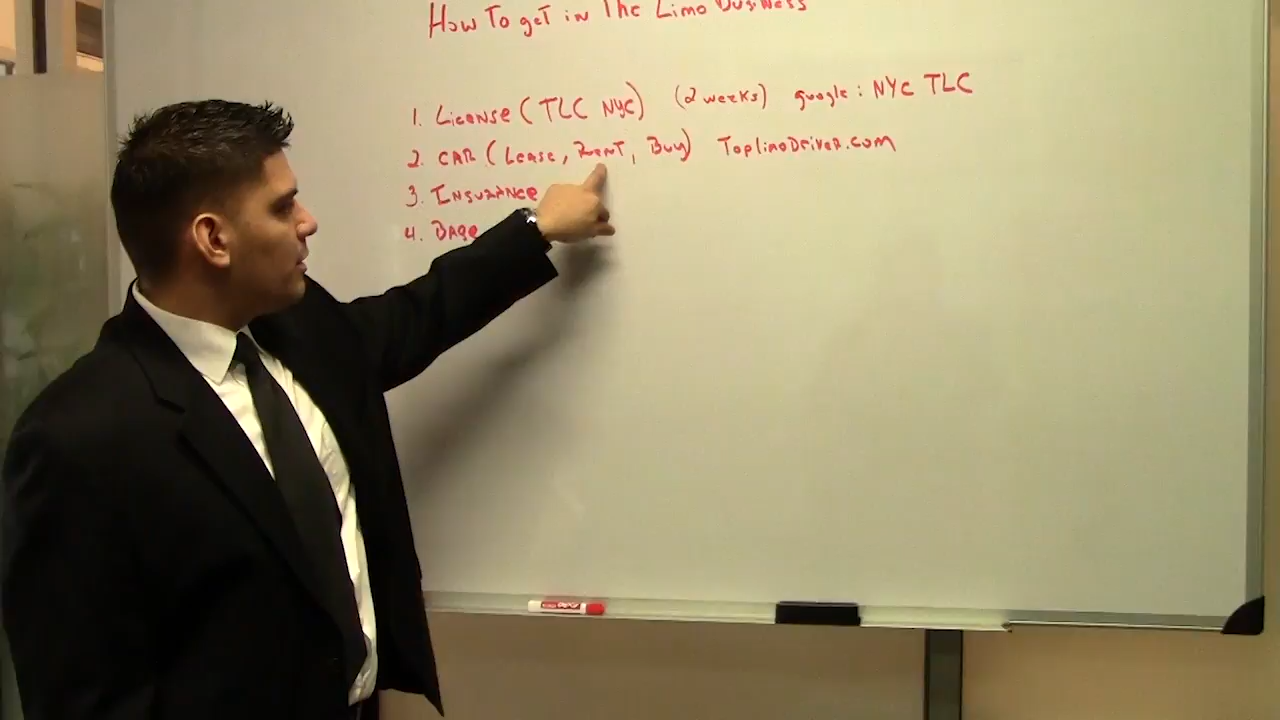 How To get in The Limo Business
1. License (TLC NYC) (2 weeks) google: NYC TLC
2. CAR (Lease, Rent, Buy) ToplimoDriver.com
3. INSURANCE
4. BASE
EXPO